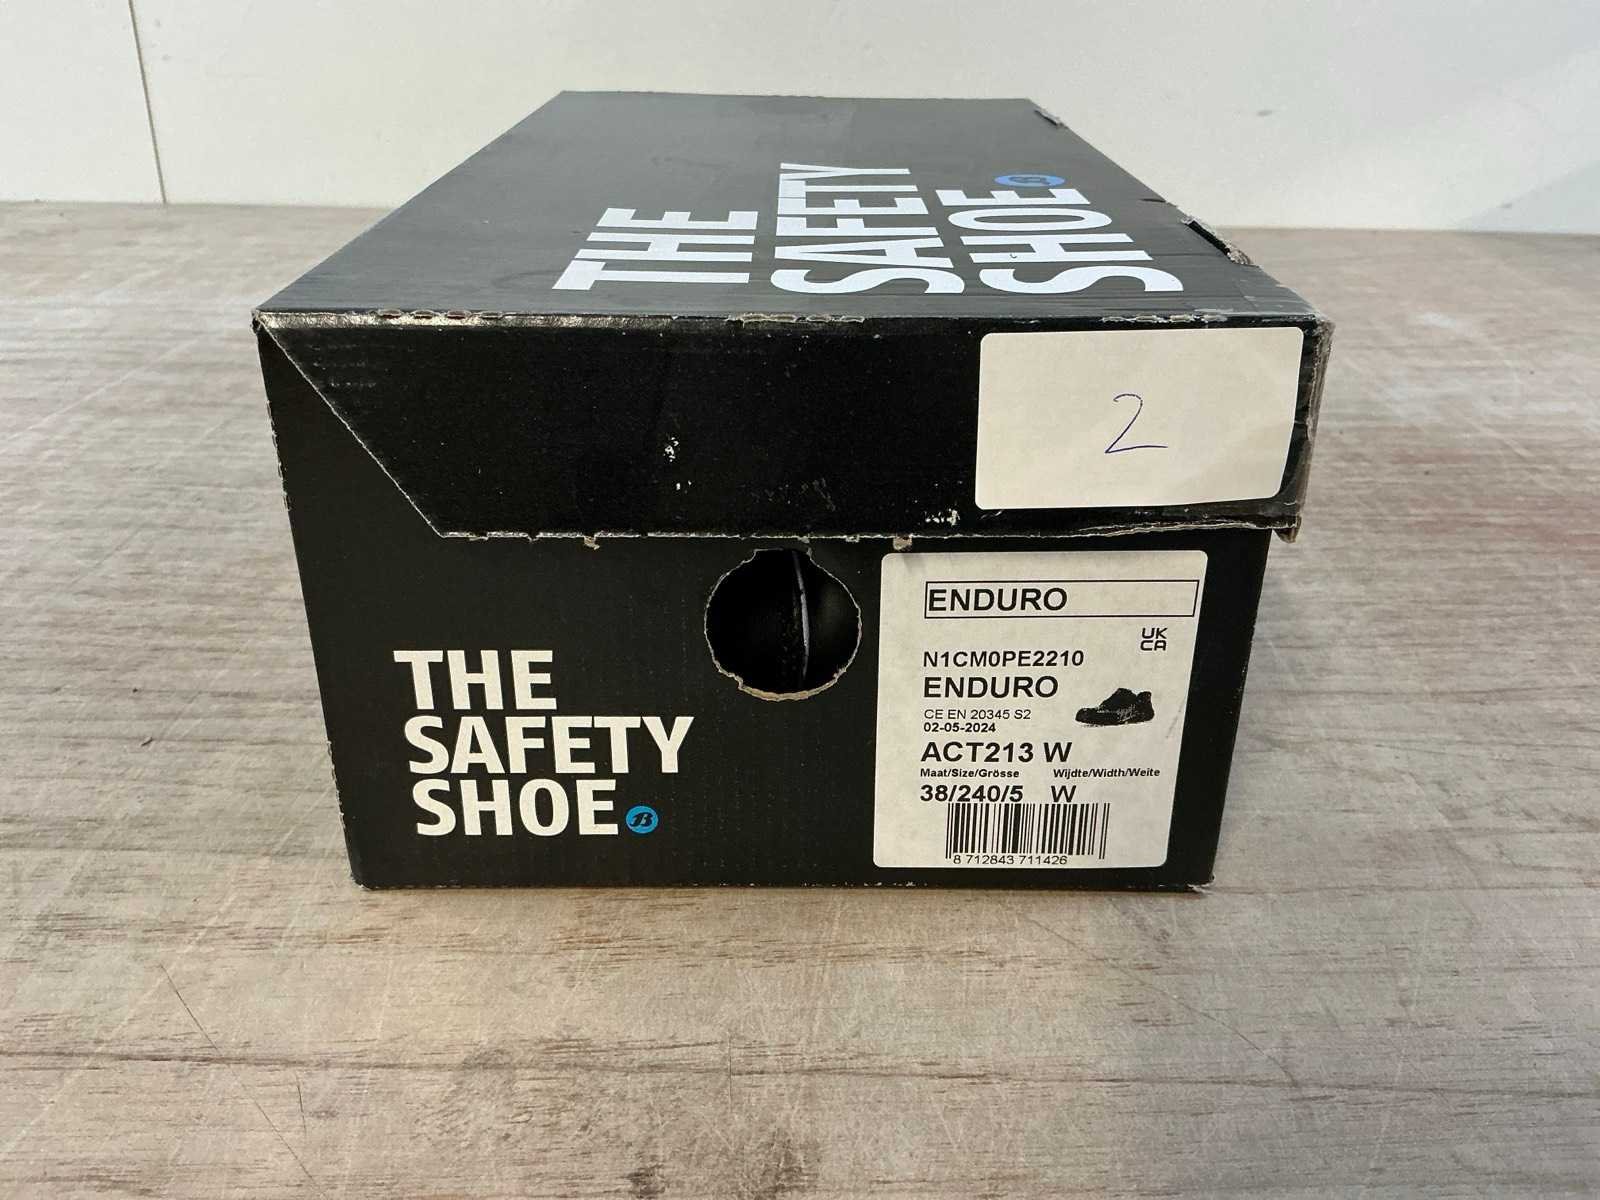 THE
SAFETY
SHOE B
2
THE
SAFETY
SHOE B
ENDURO
UK
CA
N1CM0PE2210
ENDURO
CE EN 20345 S2
02-05-2024
ACT213 W
Maat/Size/Grösse Wijdte/Width/Weite
38/240/5 W
8 712843 711426